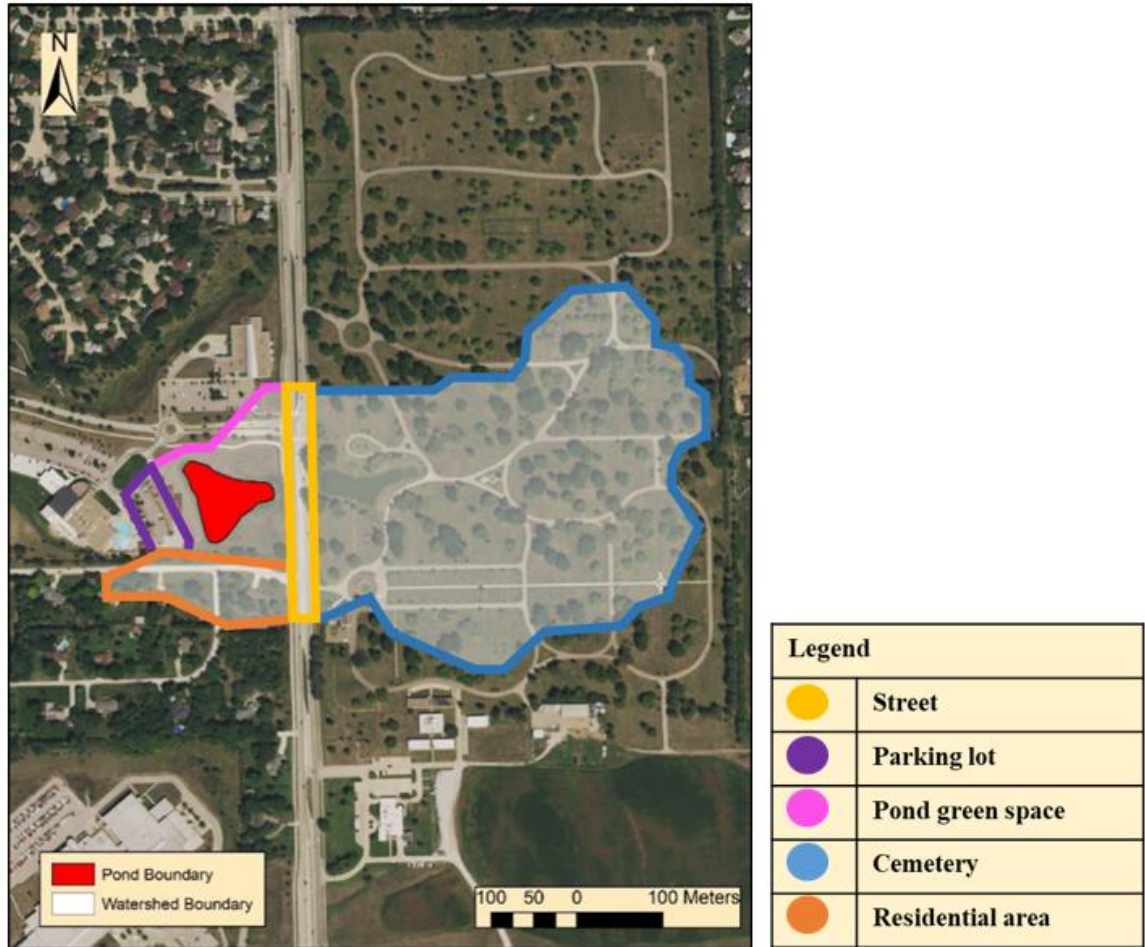 N
Pond Boundary
Watershed Boundary
100 50 0 100 Meters
Legend
Street
Parking lot
Pond green space
Cemetery
Residential area